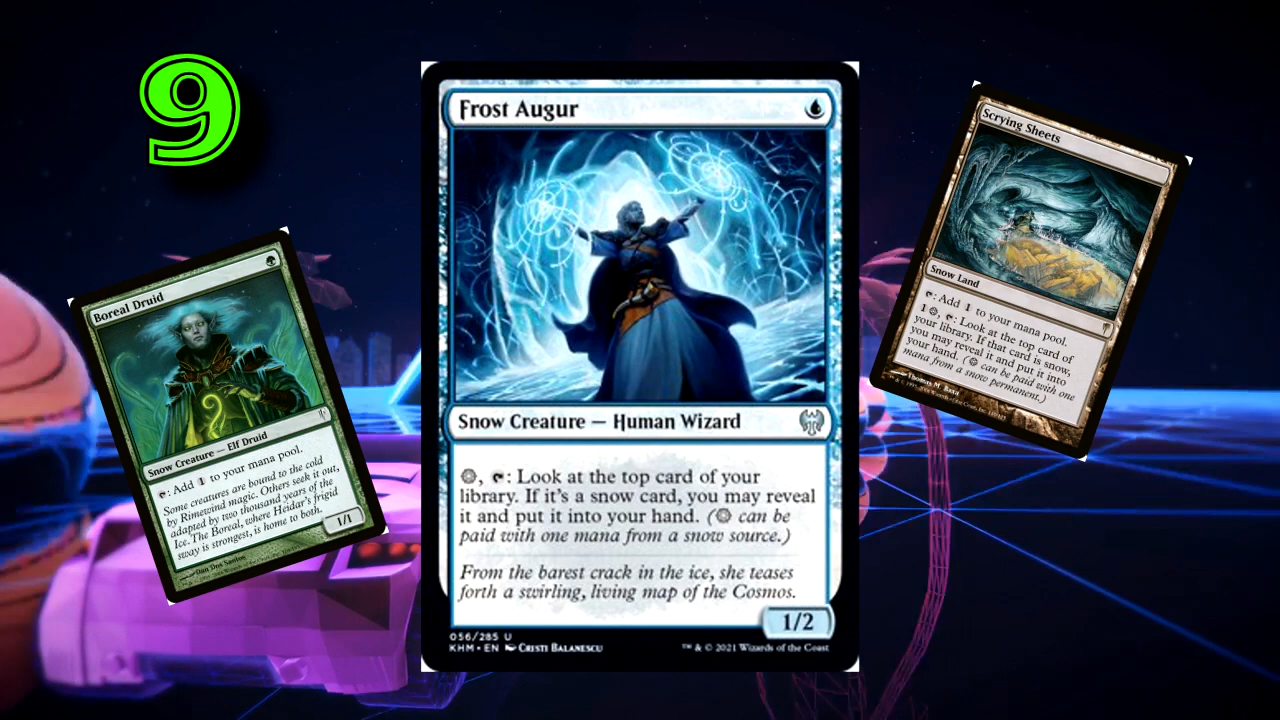 9
Frost Augur
Snow Creature — Human Wizard
, : Look at the top card of your
library. If it's a snow card, you may reveal
it and put it into your hand. ( can be
paid with one mana from a snow source.)
From the barest crack in the ice, she teases
forth a swirling, living map of the Cosmos.
1/2
056/285 U
KHM • EN Cristi Balanescu
™ & © 2021 Wizards of the Coast
Boreal Druid
Snow Creature — Elf Druid
: Add 1 to your mana pool.
Some creatures are bound to the cold
by Rimewind magic. Others seek it out,
adapted by two thousand years of the
Ice. The Boreal, where Heidar's frigid
sway is strongest, is home to both.
1/1
Dan Dos Santos
Scrying Sheets
Snow Land
: Add 1 to your mana pool.
1 , : Look at the top card of
your library. If that card is snow,
you may reveal it and put it into
your hand. ( can be paid with one
mana from a snow permanent.)
Thomas M. Baxa